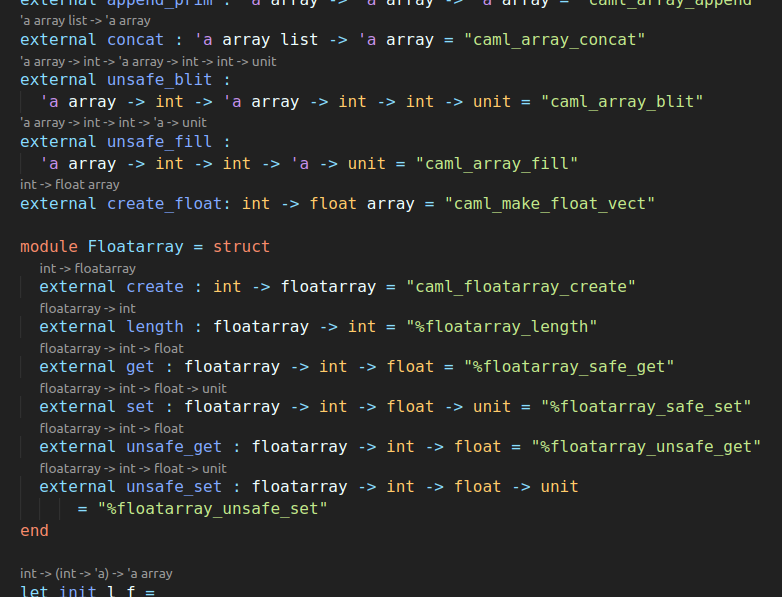 external append_prim : 'a array -> 'a array -> 'a array = "caml_array_append"
'a array list -> 'a array
external concat : 'a array list -> 'a array = "caml_array_concat"
'a array -> int -> 'a array -> int -> int -> unit
external unsafe_blit :
'a array -> int -> 'a array -> int -> int -> unit = "caml_array_blit"
'a array -> int -> int -> 'a -> unit
external unsafe_fill :
'a array -> int -> int -> 'a -> unit = "caml_array_fill"
int -> float array
external create_float: int -> float array = "caml_make_float_vect"
module Floatarray = struct
int -> floatarray
external create : int -> floatarray = "caml_floatarray_create"
floatarray -> int
external length : floatarray -> int = "%floatarray_length"
floatarray -> int -> float
external get : floatarray -> int -> float = "%floatarray_safe_get"
floatarray -> int -> float -> unit
external set : floatarray -> int -> float -> unit = "%floatarray_safe_set"
floatarray -> int -> float
external unsafe_get : floatarray -> int -> float = "%floatarray_unsafe_get"
floatarray -> int -> float -> unit
external unsafe_set : floatarray -> int -> float -> unit
= "%floatarray_unsafe_set"
end
int -> (int -> 'a) -> 'a array
let init l f =